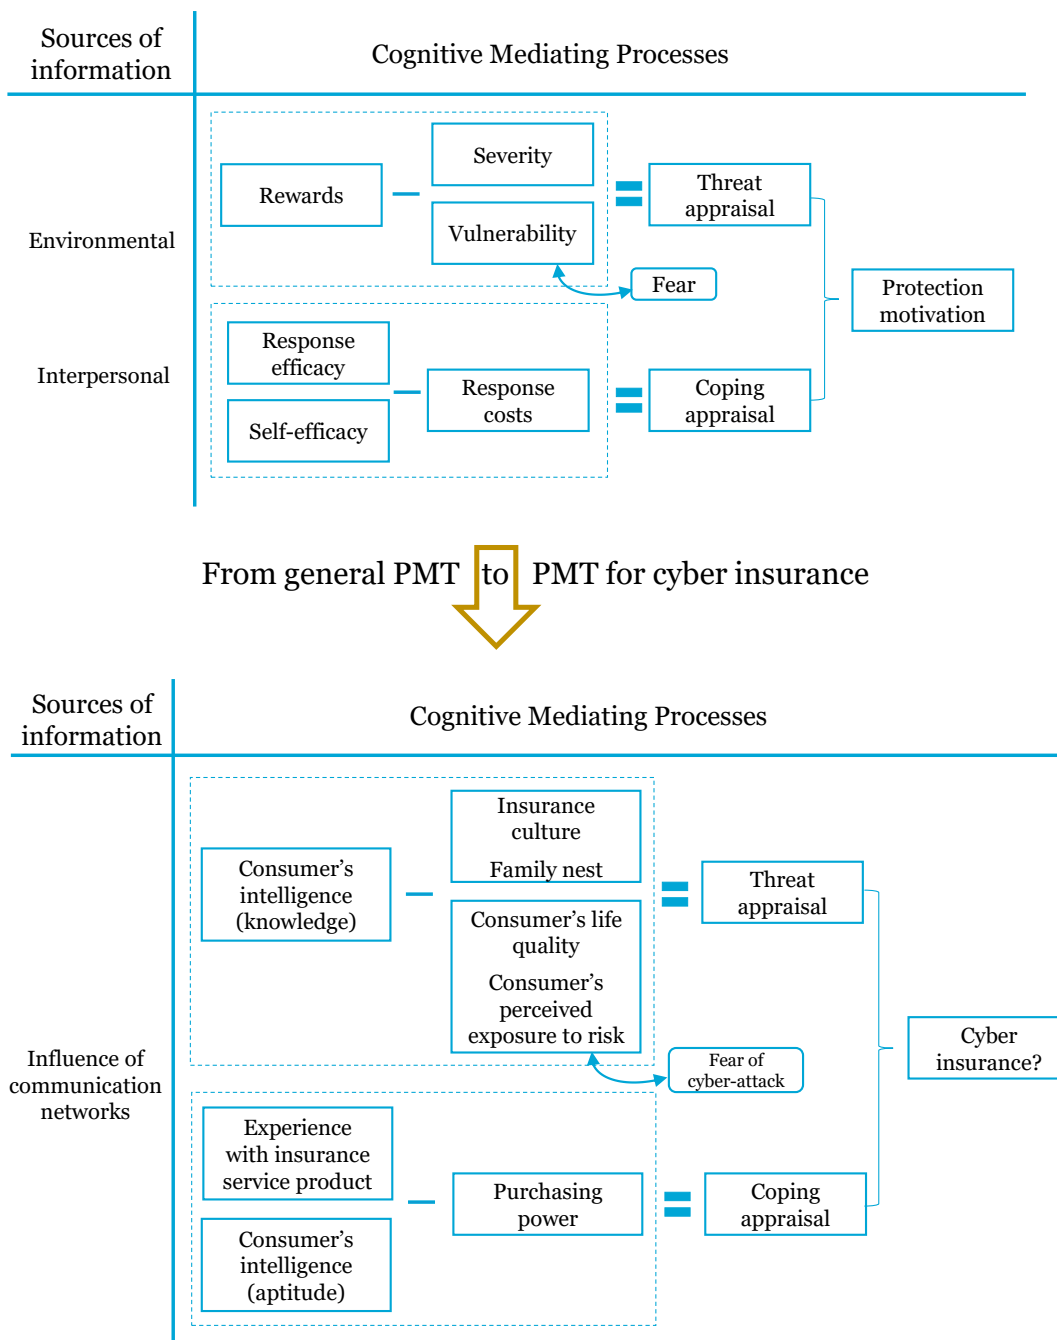 Sources of
information
Cognitive Mediating Processes
Environmental
Interpersonal
Rewards
Severity
Vulnerability
Threat
appraisal
Fear
Protection
motivation
Response
efficacy
Self-efficacy
Response
costs
Coping
appraisal
From general PMT to PMT for cyber insurance
Sources of
information
Cognitive Mediating Processes
Influence of
communication
networks
Consumer’s
intelligence
(knowledge)
Insurance
culture
Family nest
Consumer’s life
quality
Consumer’s
perceived
exposure to risk
Threat
appraisal
Fear of
cyber-attack
Cyber
insurance?
Experience
with insurance
service product
Consumer’s
intelligence
(aptitude)
Purchasing
power
Coping
appraisal